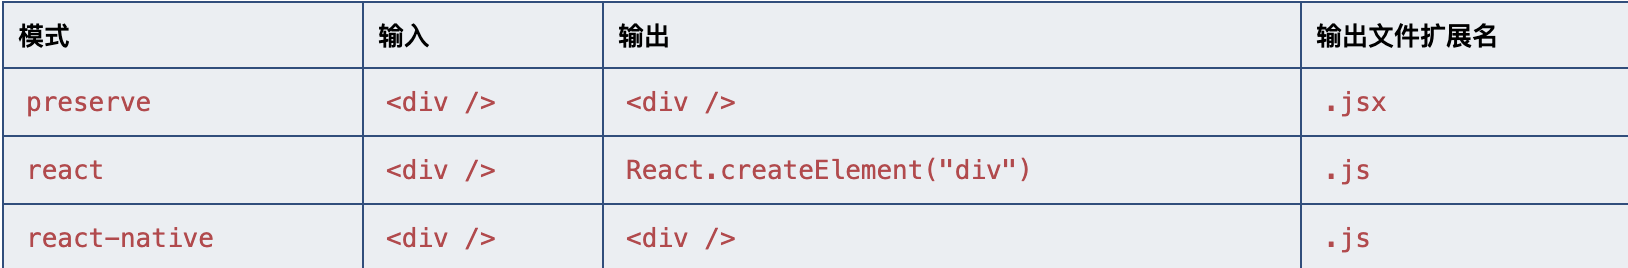 模式 输入 输出 输出文件扩展名
preserve <div /> <div /> .jsx
react <div /> React.createElement("div") .js
react-native <div /> <div /> .js